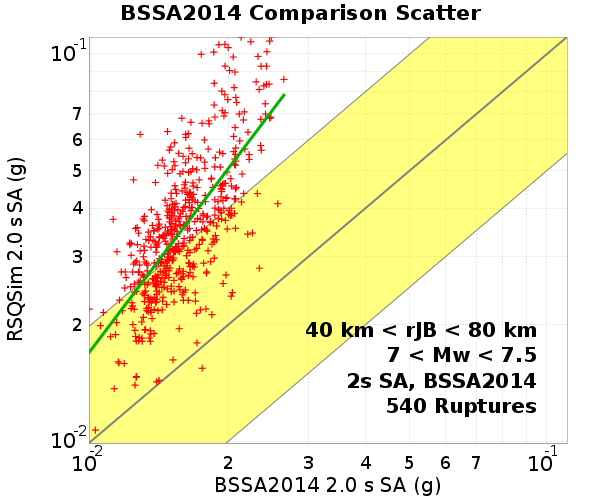 BSSA2014 Comparison Scatter
RSQSim 2.0 s SA (g)
10-1
7
6
5
4
3
2
10-2
40 km < rJB < 80 km
7 < Mw < 7.5
2s SA, BSSA2014
540 Ruptures
10-2 2 3 4 5 6 7 10-1
BSSA2014 2.0 s SA (g)